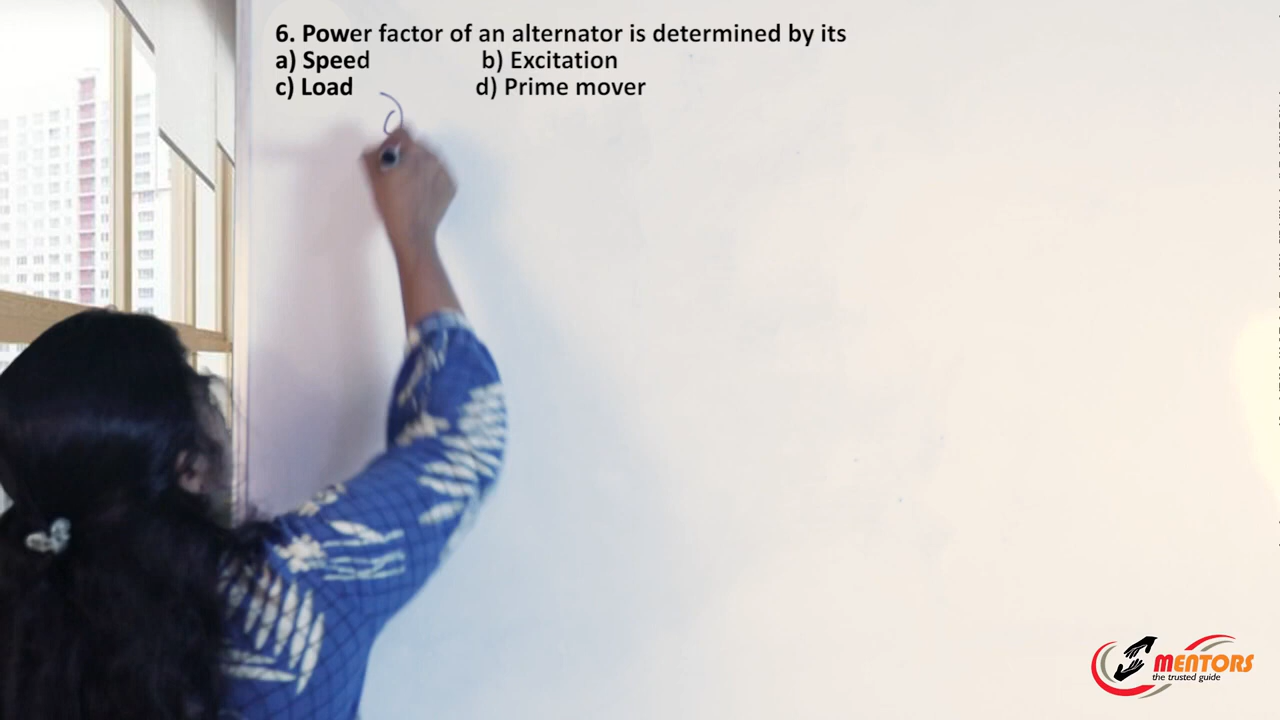 6. Power factor of an alternator is determined by its
a) Speed b) Excitation
c) Load d) Prime mover
MENTORS
the trusted guide